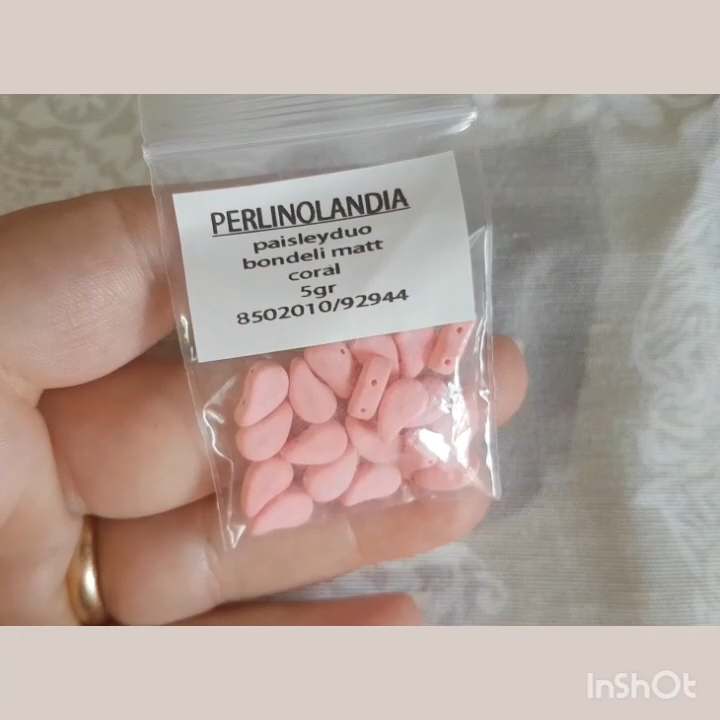 PERLINOLANDIA
paisleyduo
bondeli matt
coral
5gr
8502010/92944
InShOt